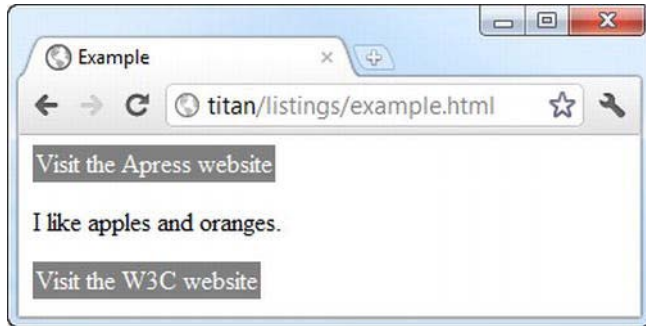 Example
titan/listings/example.html
Visit the Apress website
I like apples and oranges.
Visit the W3C website